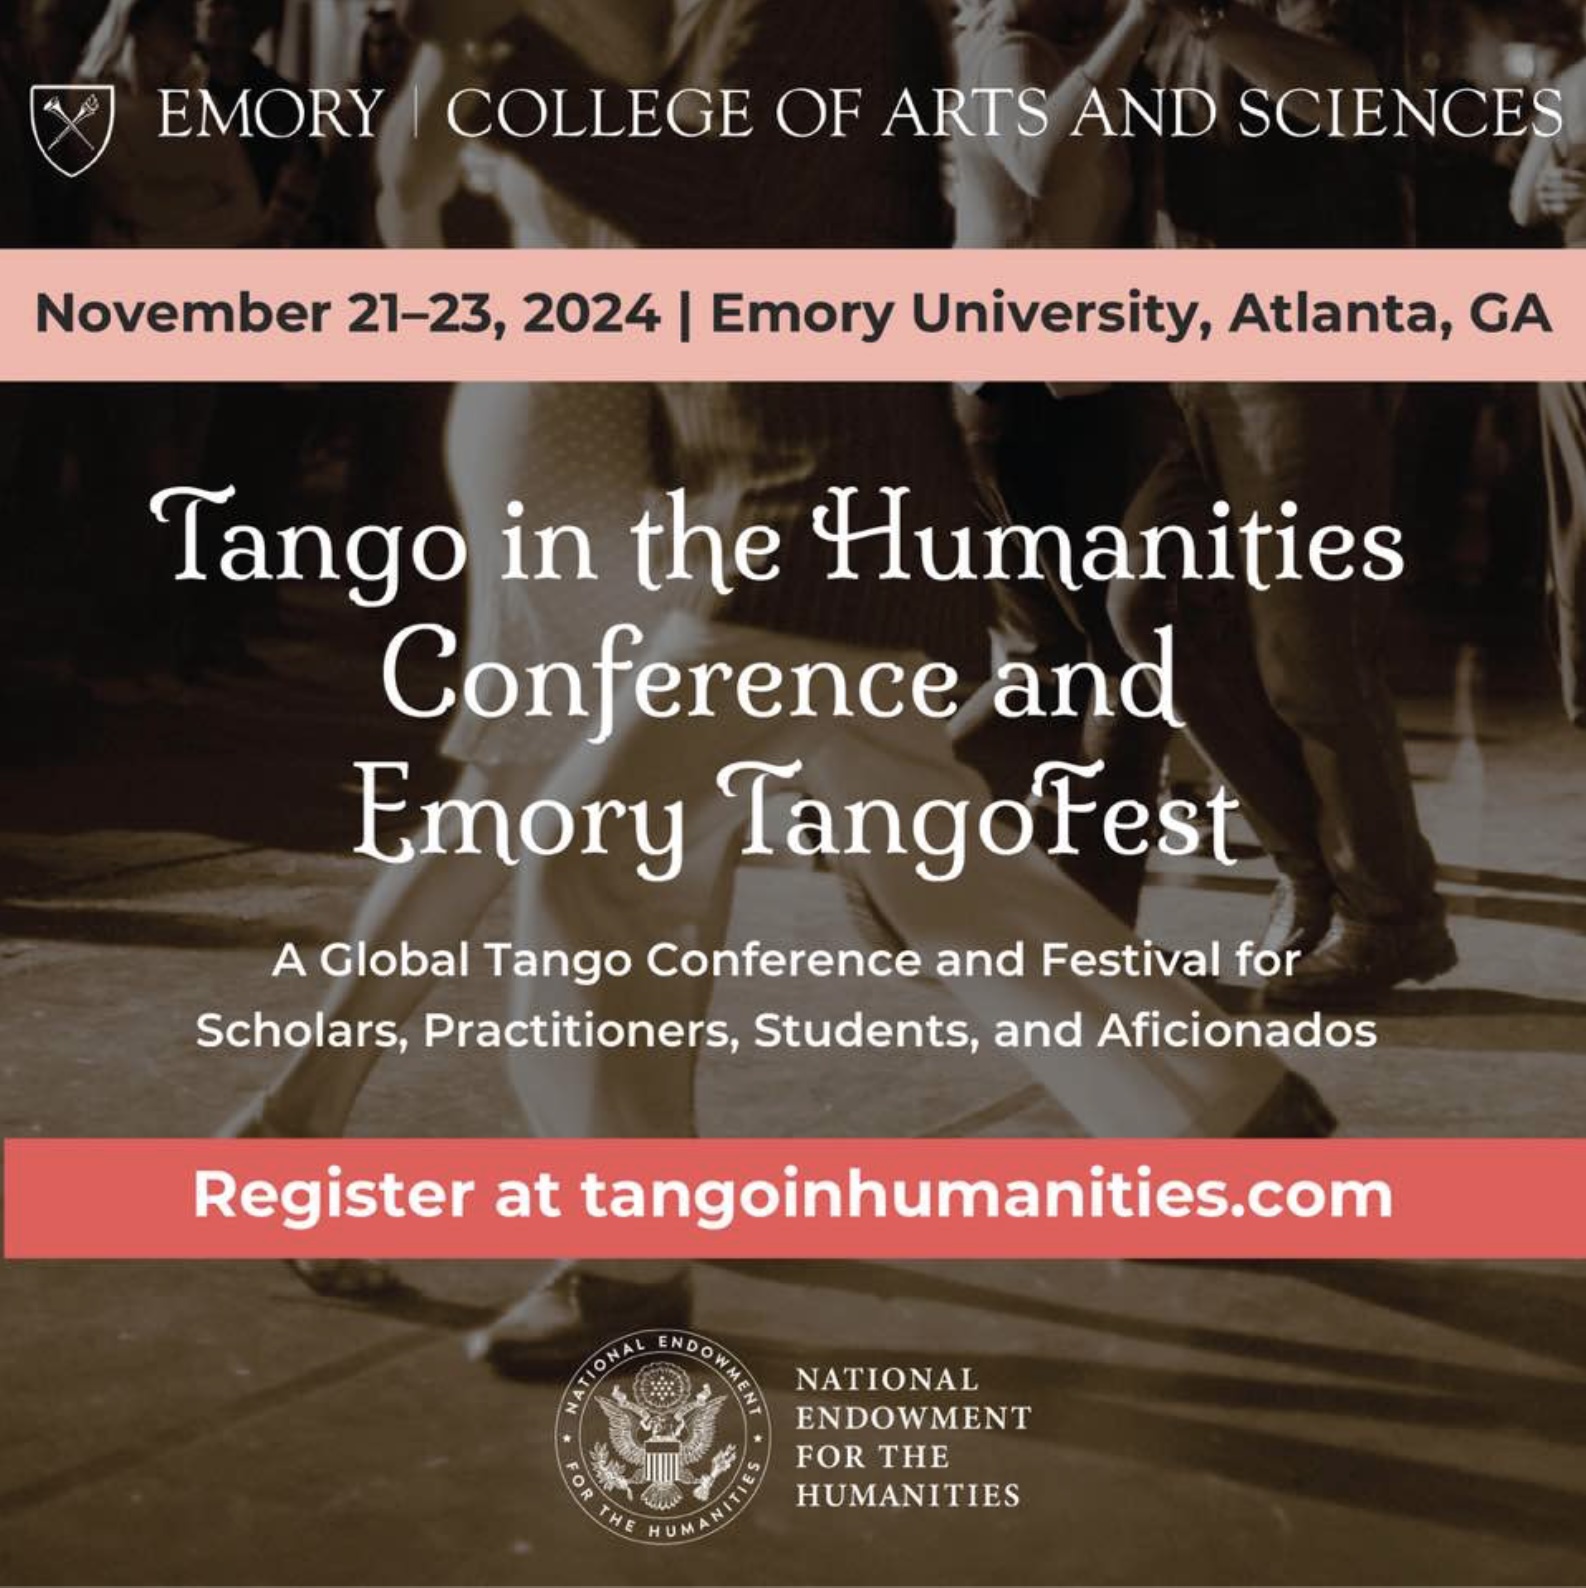 EMORY | COLLEGE OF ARTS AND SCIENCES
November 21–23, 2024 | Emory University, Atlanta, GA
Tango in the Humanities
Conference and
Emory TangoFest
A Global Tango Conference and Festival for
Scholars, Practitioners, Students, and Aficionados
Register at tangoinhumanities.com
NATIONAL ENDOWMENT
FOR THE HUMANITIES
NATIONAL
ENDOWMENT
FOR THE
HUMANITIES